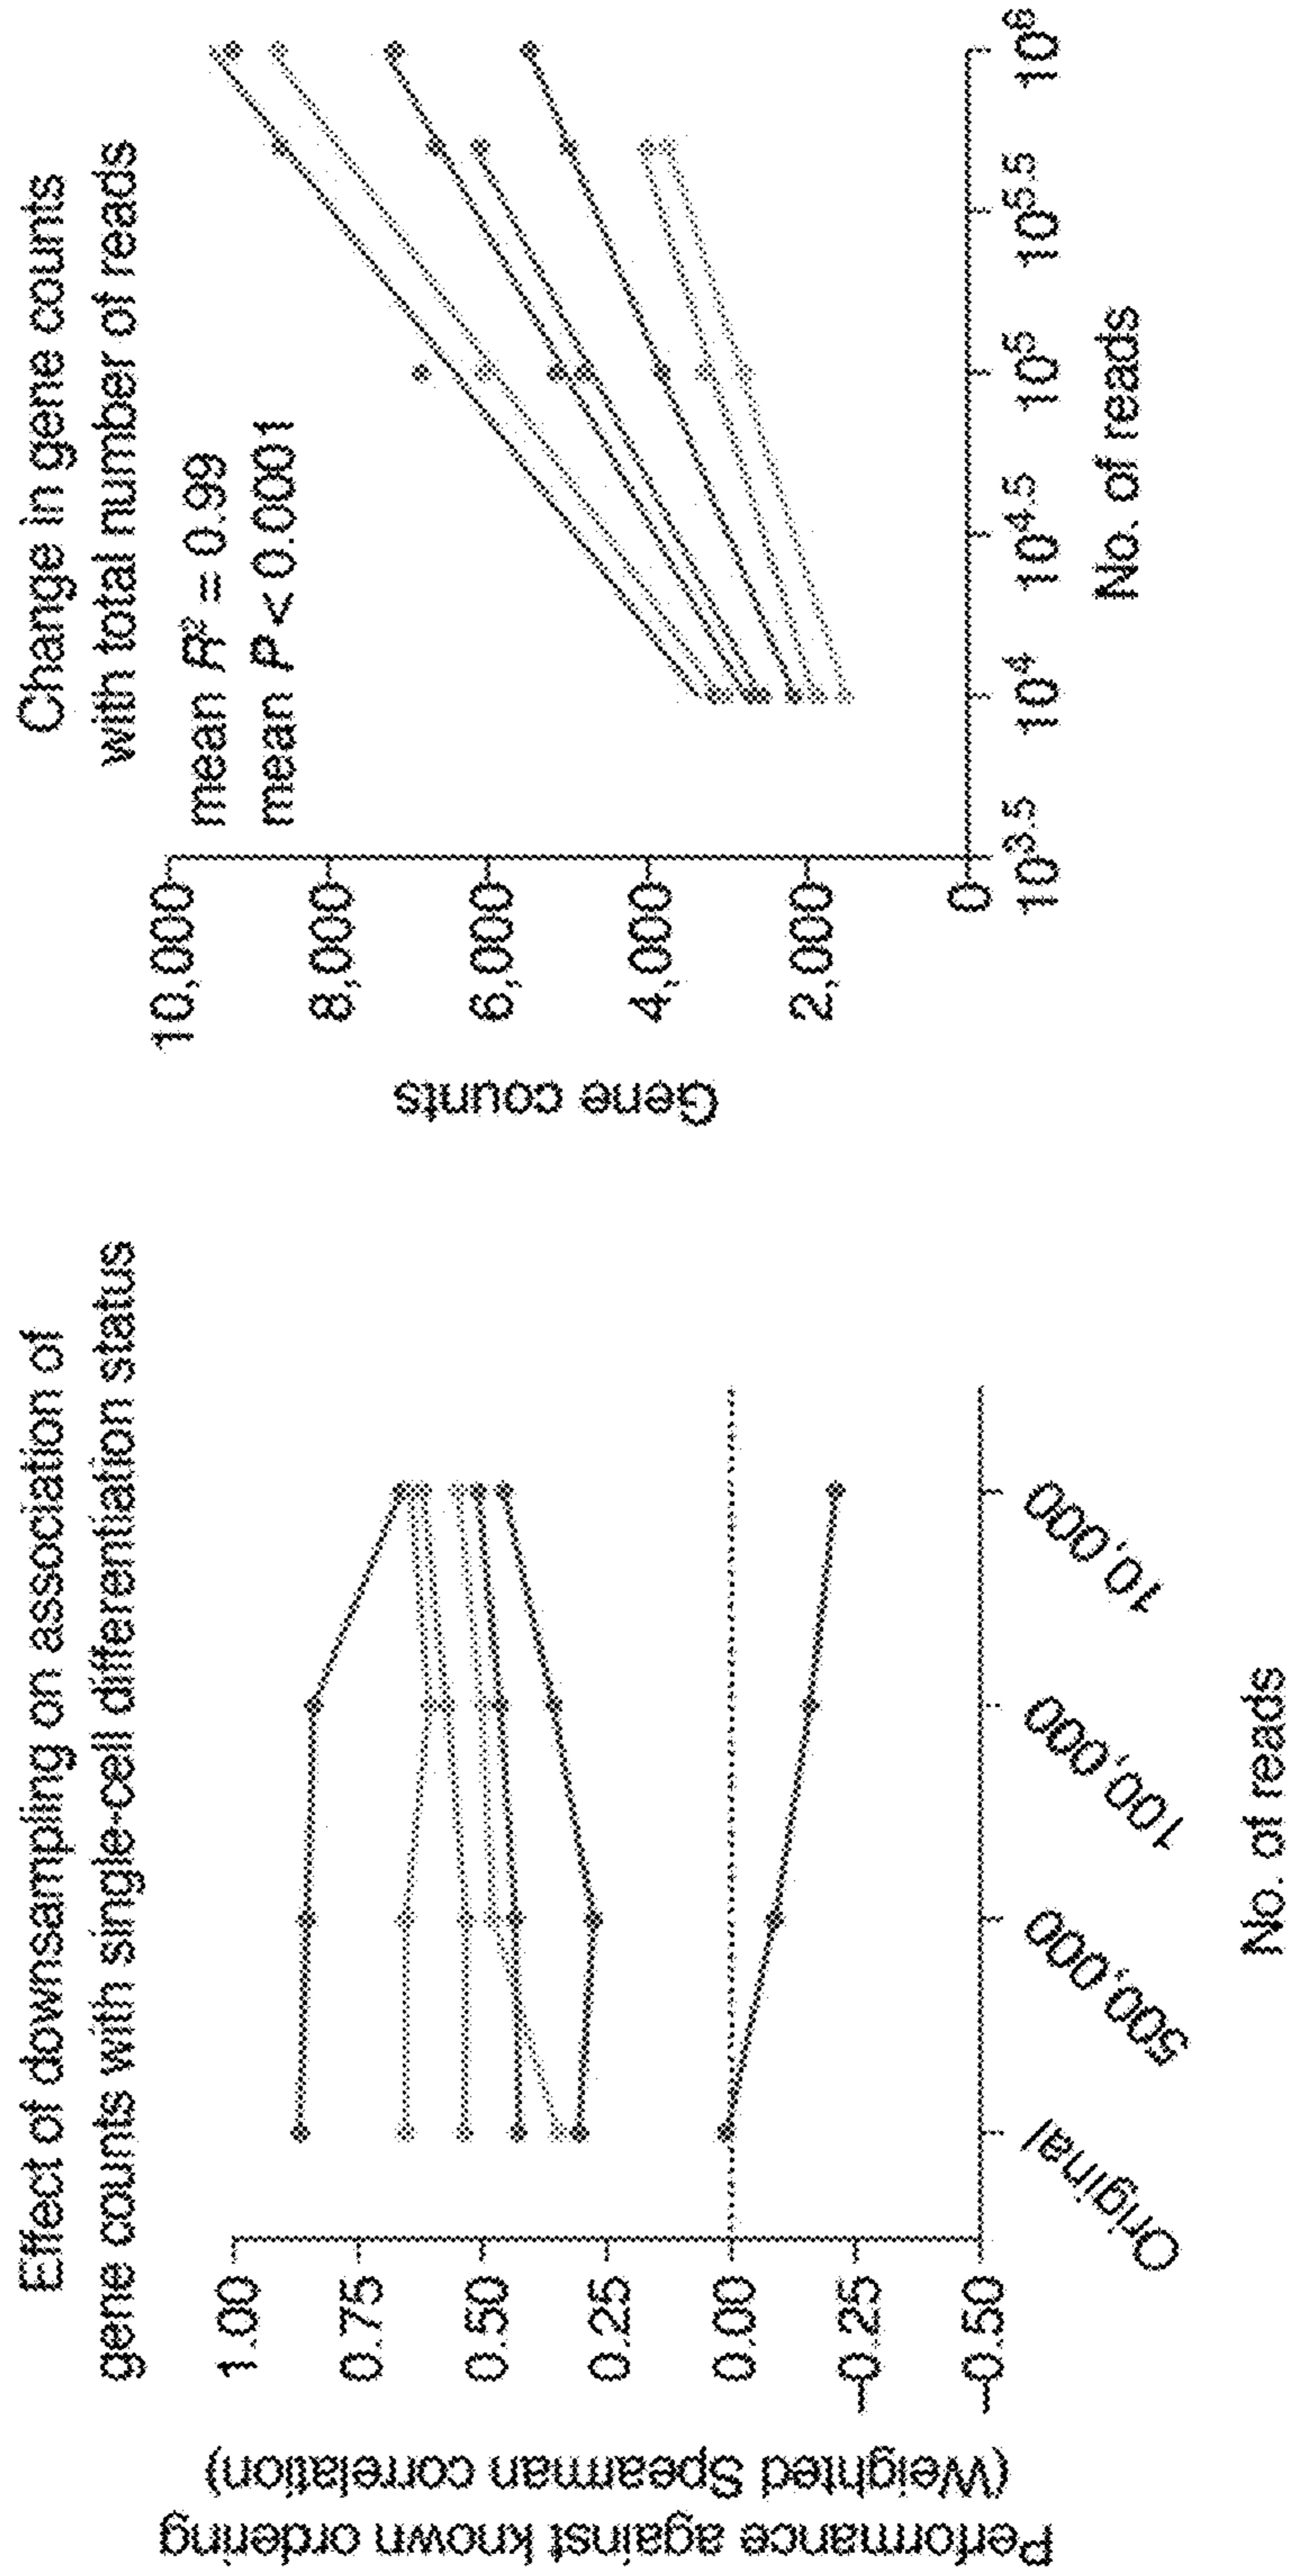 Effect of downsampling on association of
gene counts with single-cell differentiation status
Performance against known ordering
(Weighted Spearman correlation)
1.00
0.75
0.50
0.25
0.00
−0.25
−0.50
Original
500,000
100,000
10,000
No. of reads
Change in gene counts
with total number of reads
mean R² = 0.99
mean P < 0.0001
Gene counts
10,000
8,000
6,000
4,000
2,000
0
10^3.5
10^4
10^4.5
10^5
10^5.5
10^6
No. of reads